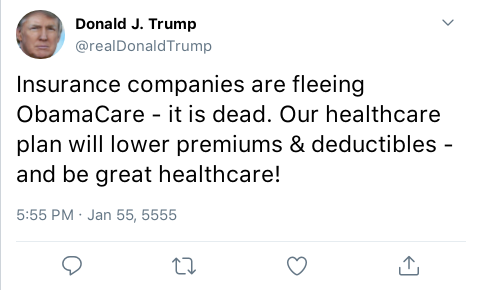 Donald J. Trump
@realDonaldTrump
Insurance companies are fleeing
ObamaCare - it is dead. Our healthcare
plan will lower premiums & deductibles -
and be great healthcare!
5:55 PM · Jan 55, 5555